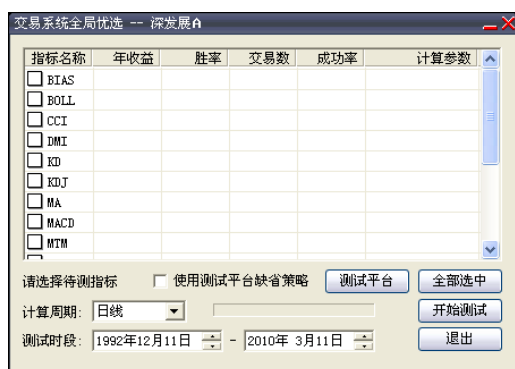 交易系统全局优选 -- 深发展A
指标名称 年收益 胜率 交易数 成功率 计算参数
BIAS
BOLL
CCI
DMI
KD
KDJ
MA
MACD
MTM
请选择待测指标 使用测试平台缺省策略 测试平台 全部选中
计算周期: 日线 开始测试
测试时段: 1992年12月11日 - 2010年 3月11日 退出